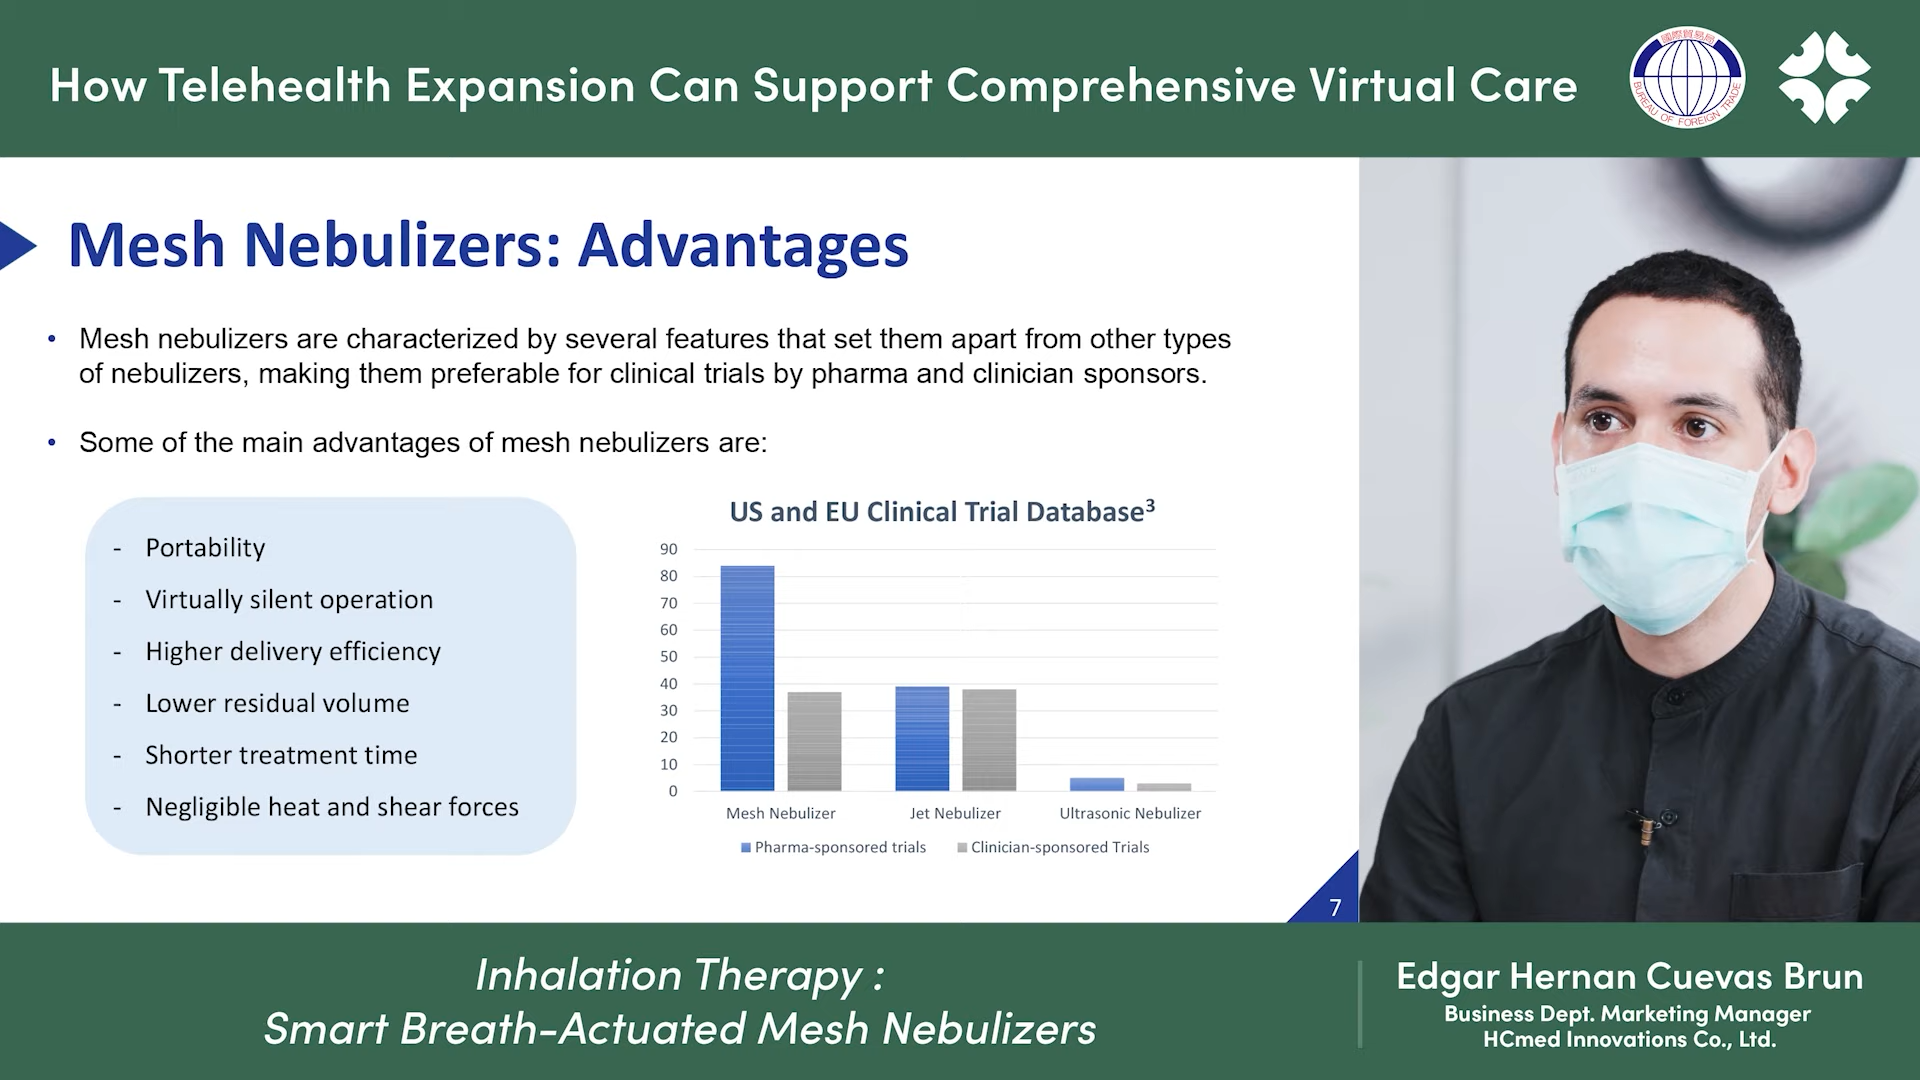 How Telehealth Expansion Can Support Comprehensive Virtual Care
國際貿易局
BUREAU OF FOREIGN TRADE
Mesh Nebulizers: Advantages
• Mesh nebulizers are characterized by several features that set them apart from other types
of nebulizers, making them preferable for clinical trials by pharma and clinician sponsors.
• Some of the main advantages of mesh nebulizers are:
- Portability
- Virtually silent operation
- Higher delivery efficiency
- Lower residual volume
- Shorter treatment time
- Negligible heat and shear forces
US and EU Clinical Trial Database³
90
80
70
60
50
40
30
20
10
0
Mesh Nebulizer Jet Nebulizer Ultrasonic Nebulizer
Pharma-sponsored trials Clinician-sponsored Trials
7
Inhalation Therapy :
Smart Breath-Actuated Mesh Nebulizers
Edgar Hernan Cuevas Brun
Business Dept. Marketing Manager
HCmed Innovations Co., Ltd.